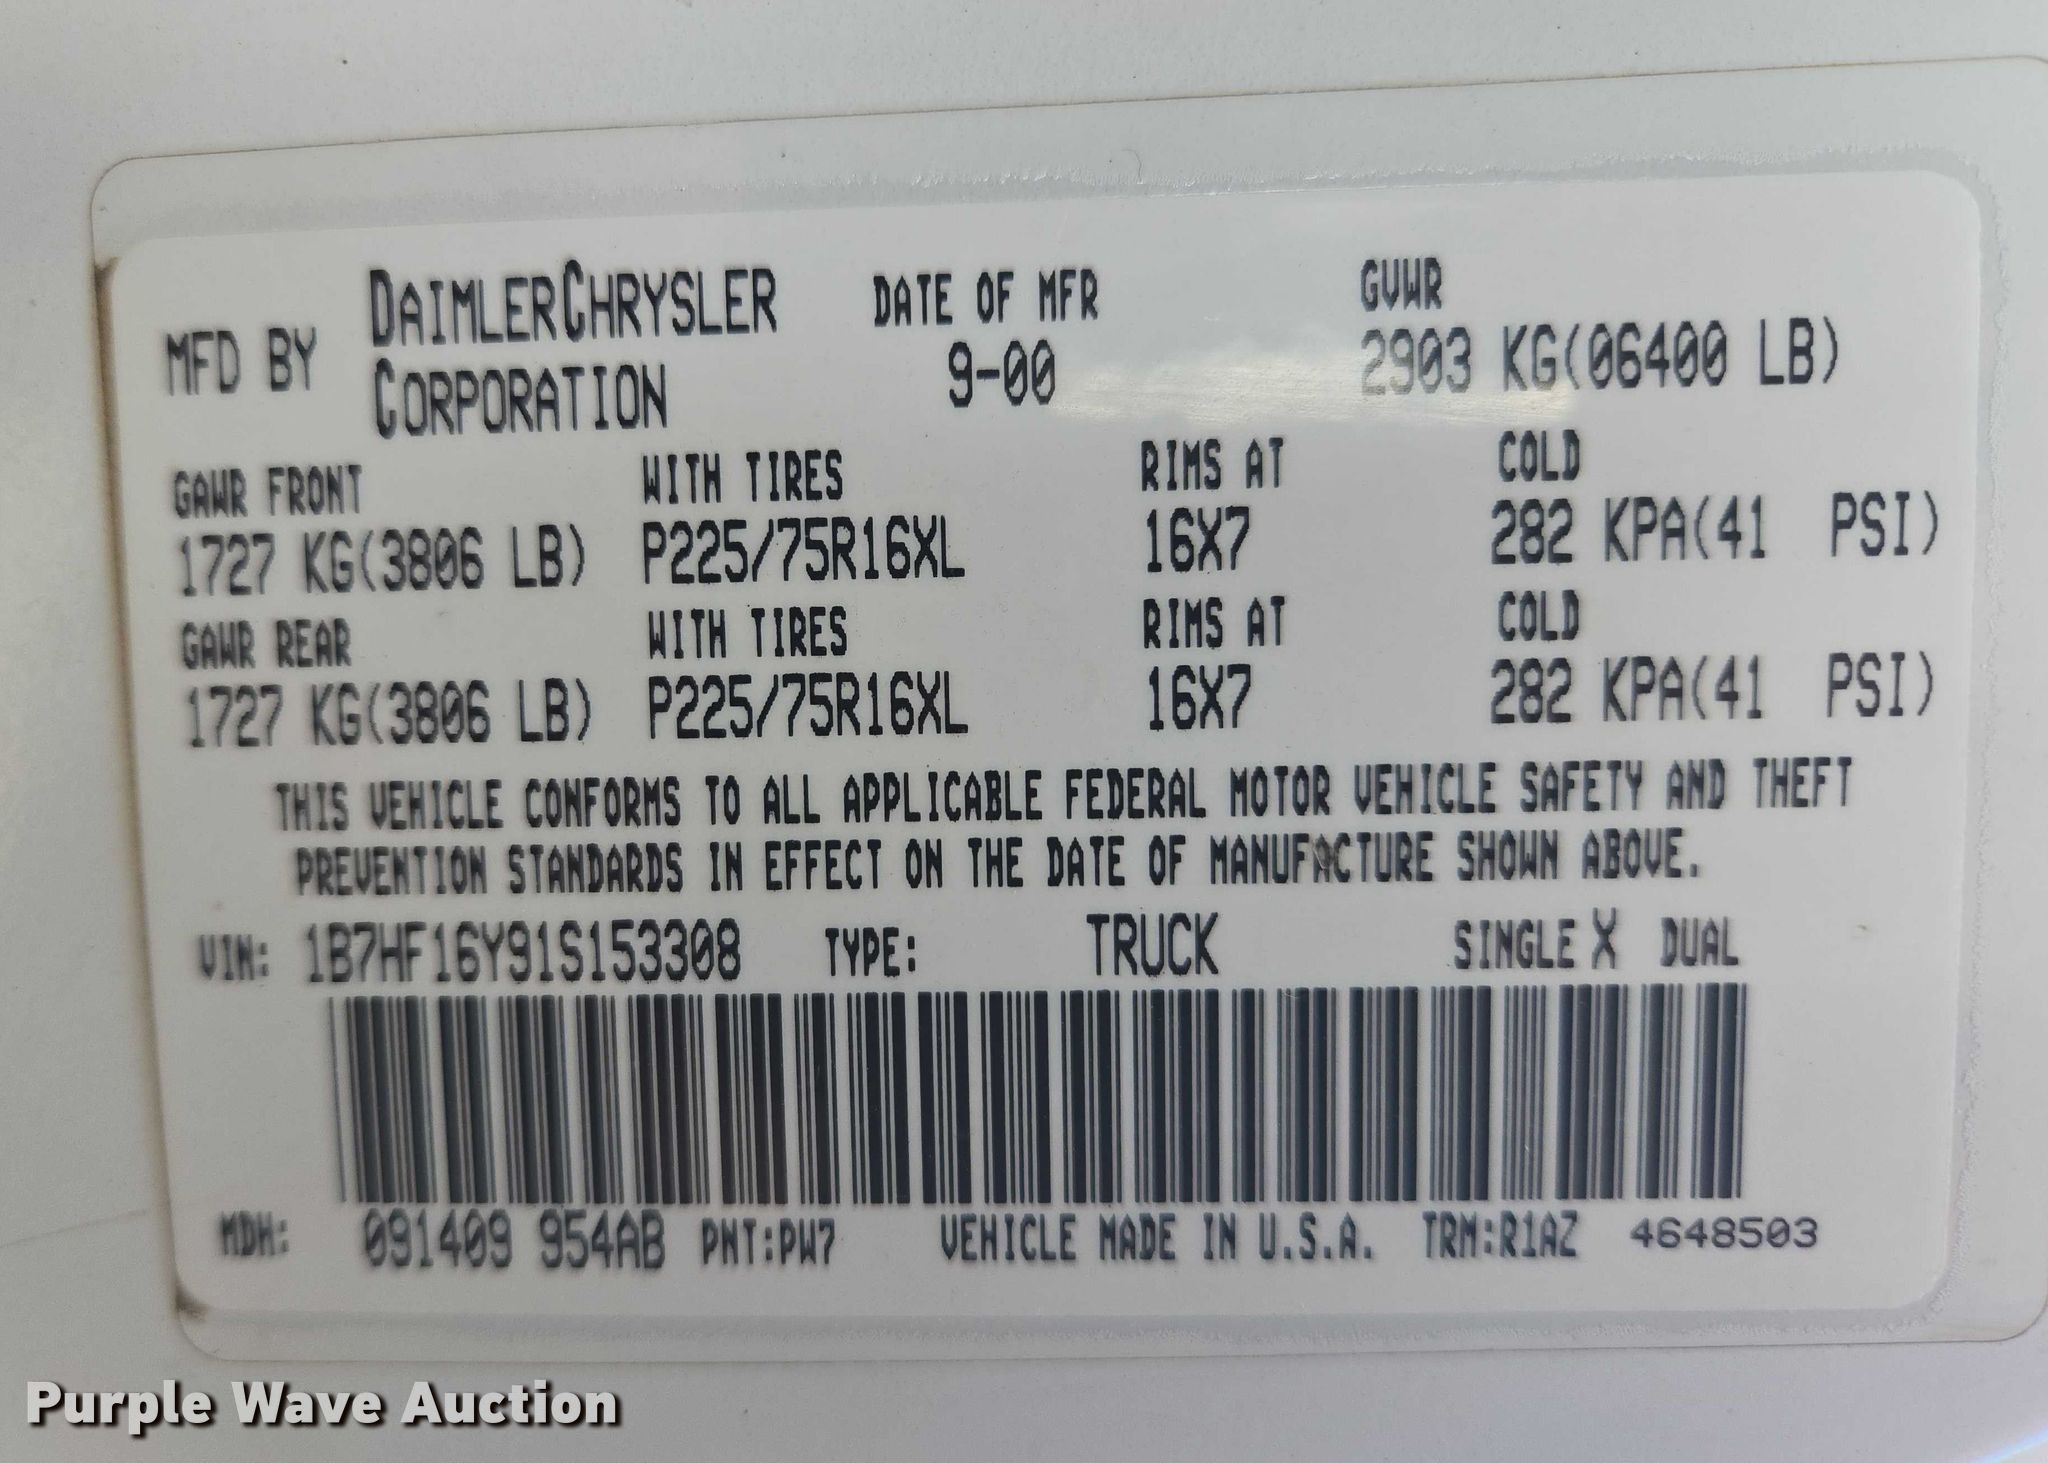 MFD BY DAIMLERCHRYSLER CORPORATION DATE OF MFR 9-00 GVWR 2903 KG(06400 LB)
GAWR FRONT WITH TIRES RIMS AT COLD
1727 KG(3806 LB) P225/75R16XL 16X7 282 KPA(41 PSI)
GAWR REAR WITH TIRES RIMS AT COLD
1727 KG(3806 LB) P225/75R16XL 16X7 282 KPA(41 PSI)
THIS VEHICLE CONFORMS TO ALL APPLICABLE FEDERAL MOTOR VEHICLE SAFETY AND THEFT
PREVENTION STANDARDS IN EFFECT ON THE DATE OF MANUFACTURE SHOWN ABOVE.
VIN: 1B7HF16Y91S153308 TYPE: TRUCK SINGLE X DUAL
MDH: 091409 954AB PNT:PW7 VEHICLE MADE IN U.S.A. TRM:R1AZ 4648503
Purple Wave Auction